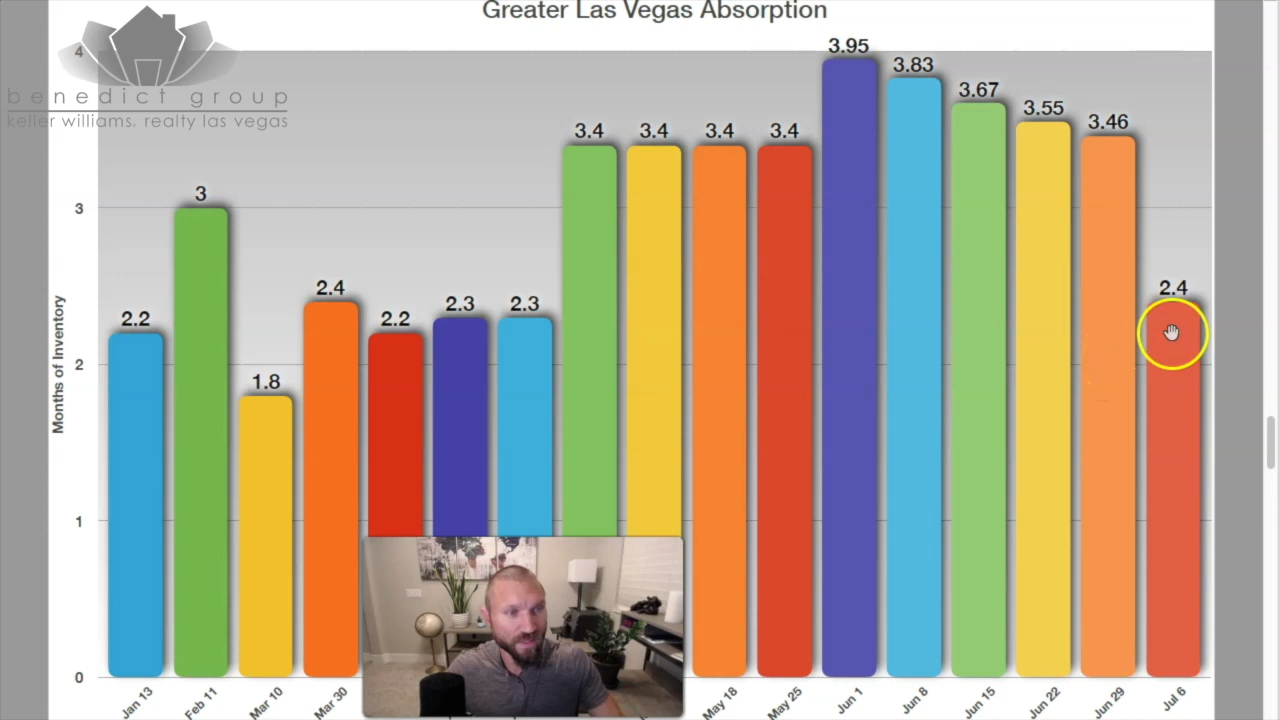 Greater Las Vegas Absorption
benedict group
keller williams. realty las vegas
Months of Inventory
4
3
2
1
0
2.2
3
1.8
2.4
2.2
2.3
2.3
3.4
3.4
3.4
3.4
3.95
3.83
3.67
3.55
3.46
2.4
Jan 13
Feb 11
Mar 10
Mar 30
May 18
May 25
Jun 1
Jun 8
Jun 15
Jun 22
Jun 29
Jul 6